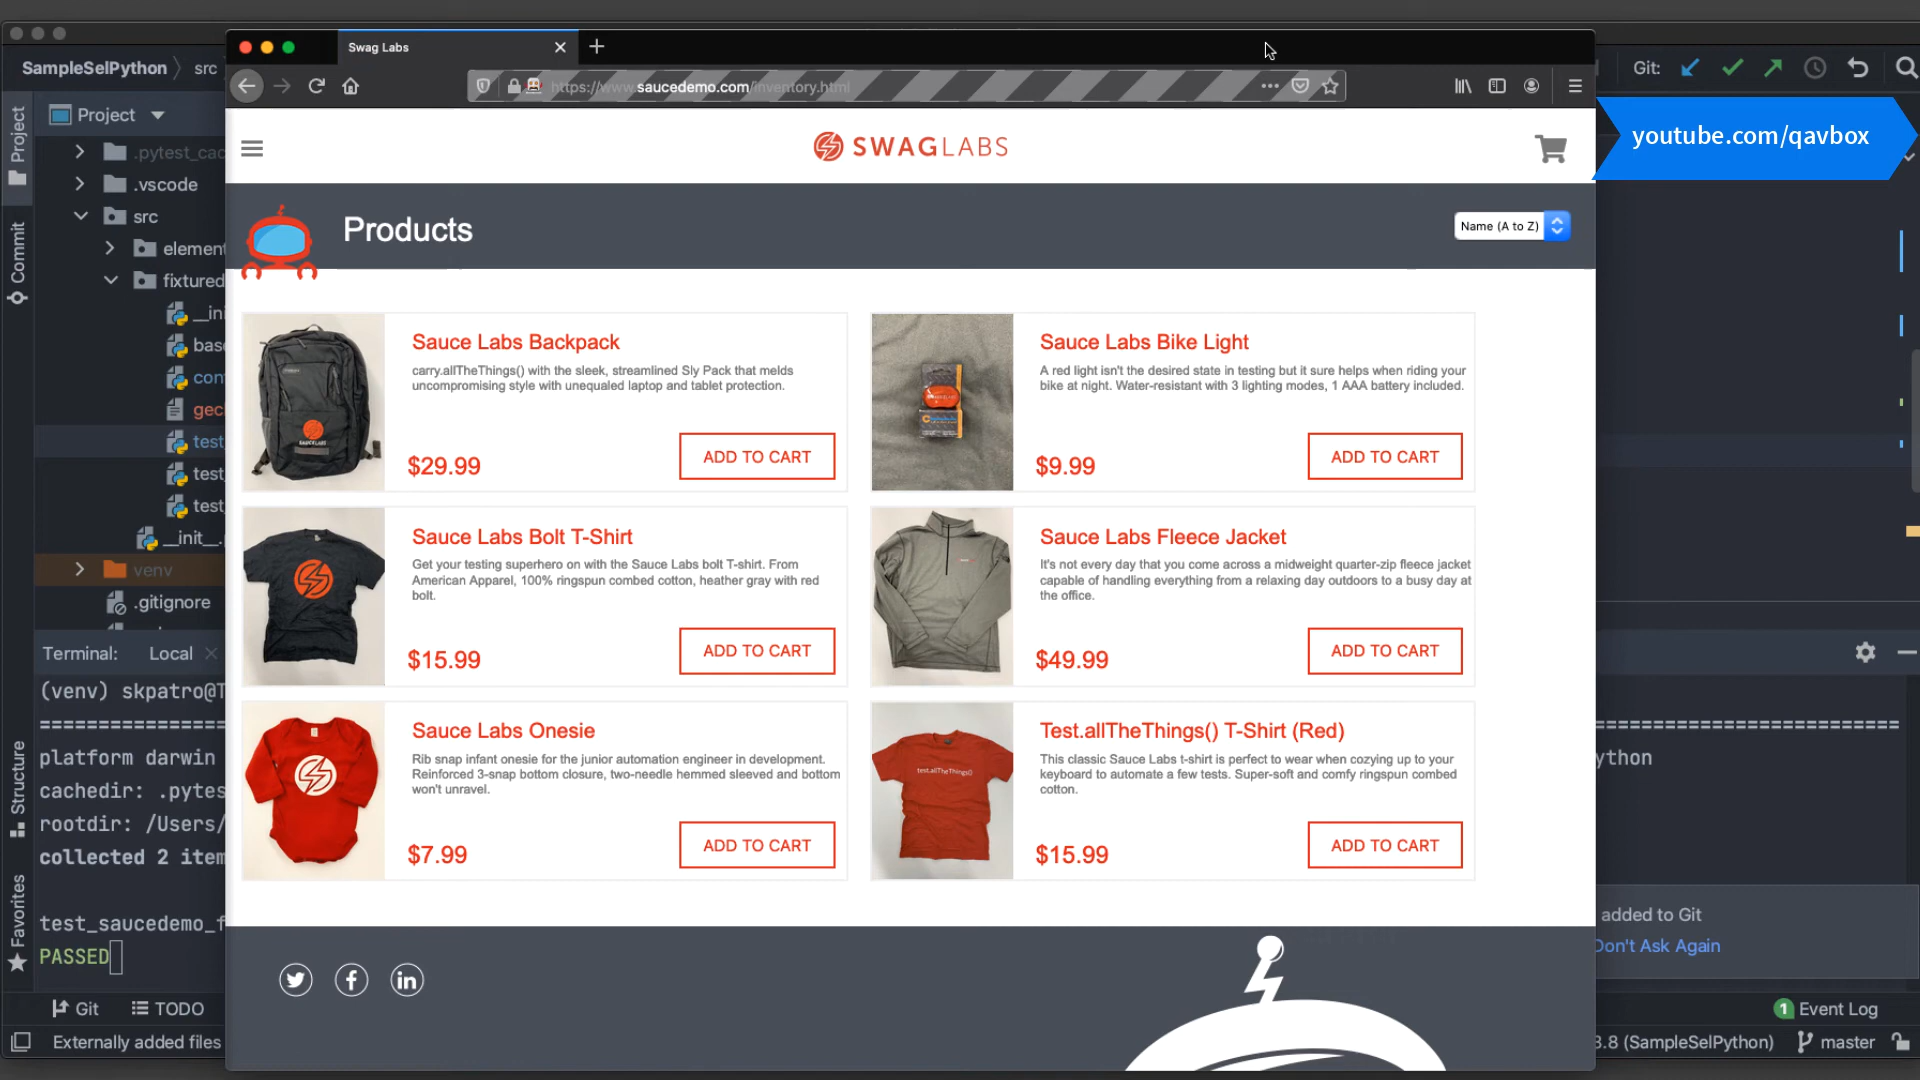 Swag Labs
SampleSelPython
src
Git:
https://www.saucedemo.com/inventory.html
youtube.com/qavbox
Project
Project
Commit
Structure
Favorites
.pytest_cac
.vscode
src
element
fixtured
__ini
base
con
gec
test_
test_
test_
__init__.
venv
.gitignore
SWAGLABS
Products
Name (A to Z)
Sauce Labs Backpack
carry.allTheThings() with the sleek, streamlined Sly Pack that melds
uncompromising style with unequaled laptop and tablet protection.
$29.99
ADD TO CART
Sauce Labs Bike Light
A red light isn't the desired state in testing but it sure helps when riding your
bike at night. Water-resistant with 3 lighting modes, 1 AAA battery included.
$9.99
ADD TO CART
Sauce Labs Bolt T-Shirt
Get your testing superhero on with the Sauce Labs bolt T-shirt. From
American Apparel, 100% ringspun combed cotton, heather gray with red
bolt.
$15.99
ADD TO CART
Sauce Labs Fleece Jacket
It's not every day that you come across a midweight quarter-zip fleece jacket
capable of handling everything from a relaxing day outdoors to a busy day at
the office.
$49.99
ADD TO CART
Sauce Labs Onesie
Rib snap infant onesie for the junior automation engineer in development.
Reinforced 3-snap bottom closure, two-needle hemmed sleeved and bottom
won't unravel.
$7.99
ADD TO CART
test.allTheThings()
Test.allTheThings() T-Shirt (Red)
This classic Sauce Labs t-shirt is perfect to wear when cozying up to your
keyboard to automate a few tests. Super-soft and comfy ringspun combed
cotton.
$15.99
ADD TO CART
Terminal: Local
(venv) skpatro@T
platform darwin
ython
cachedir: .pytes
rootdir: /Users/
collected 2 item
test_saucedemo_f
PASSED
added to Git
Don't Ask Again
Git
TODO
1 Event Log
Externally added files
3.8 (SampleSelPython)
master